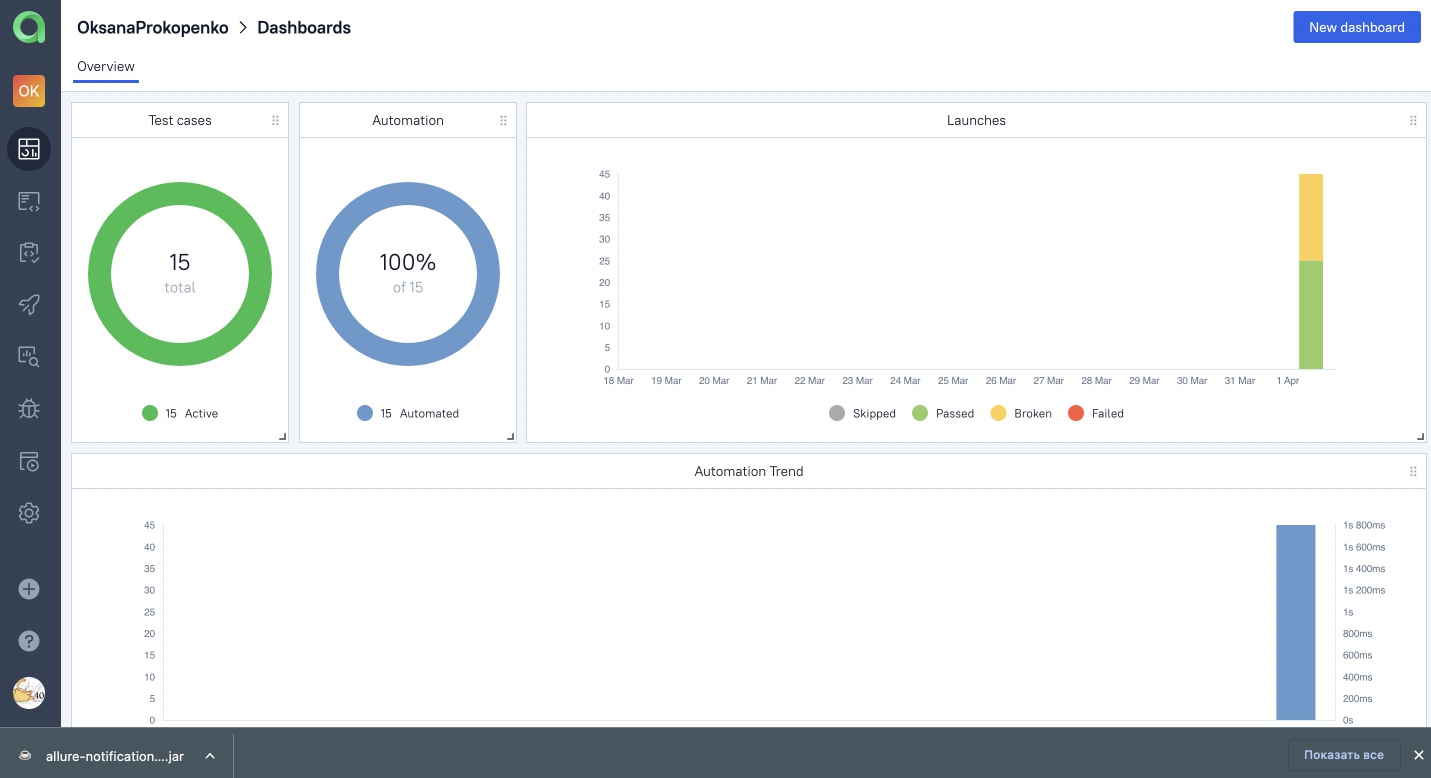 OksanaProkopenko > Dashboards
New dashboard
Overview
OK
Test cases
15
total
15 Active
Automation
100%
of 15
15 Automated
Launches
45
40
35
30
25
20
15
10
5
0
18 Mar 19 Mar 20 Mar 21 Mar 22 Mar 23 Mar 24 Mar 25 Mar 26 Mar 27 Mar 28 Mar 29 Mar 30 Mar 31 Mar 1 Apr
Skipped Passed Broken Failed
Automation Trend
45
40
35
30
25
20
15
10
5
0
1s 800ms
1s 600ms
1s 400ms
1s 200ms
1s
800ms
600ms
400ms
200ms
0s
40
allure-notification....jar
Показать все